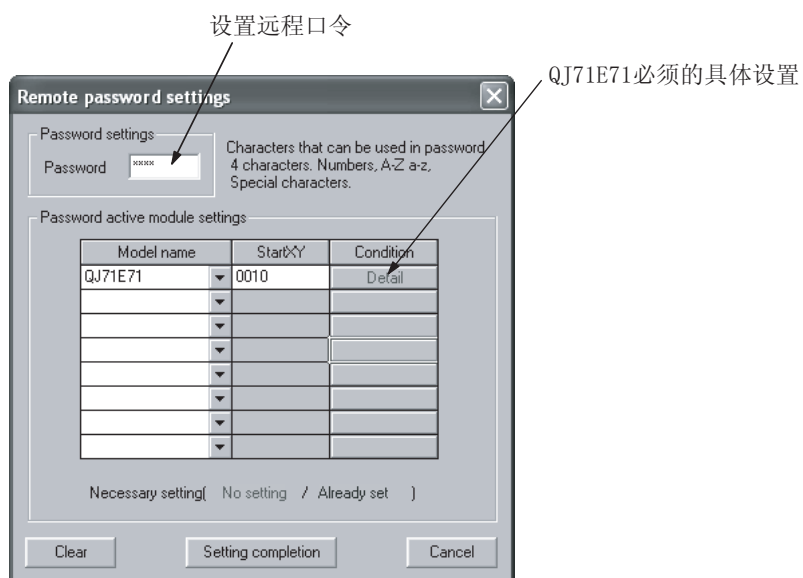 设置远程口令
QJ71E71必须的具体设置
Remote password settings
Password settings
Password
xxxx
Characters that can be used in password
4 characters. Numbers, A-Z a-z,
Special characters.
Password active module settings
Model name StartXY Condition
QJ71E71 0010 Detail
Necessary setting( No setting / Already set )
Clear Setting completion Cancel